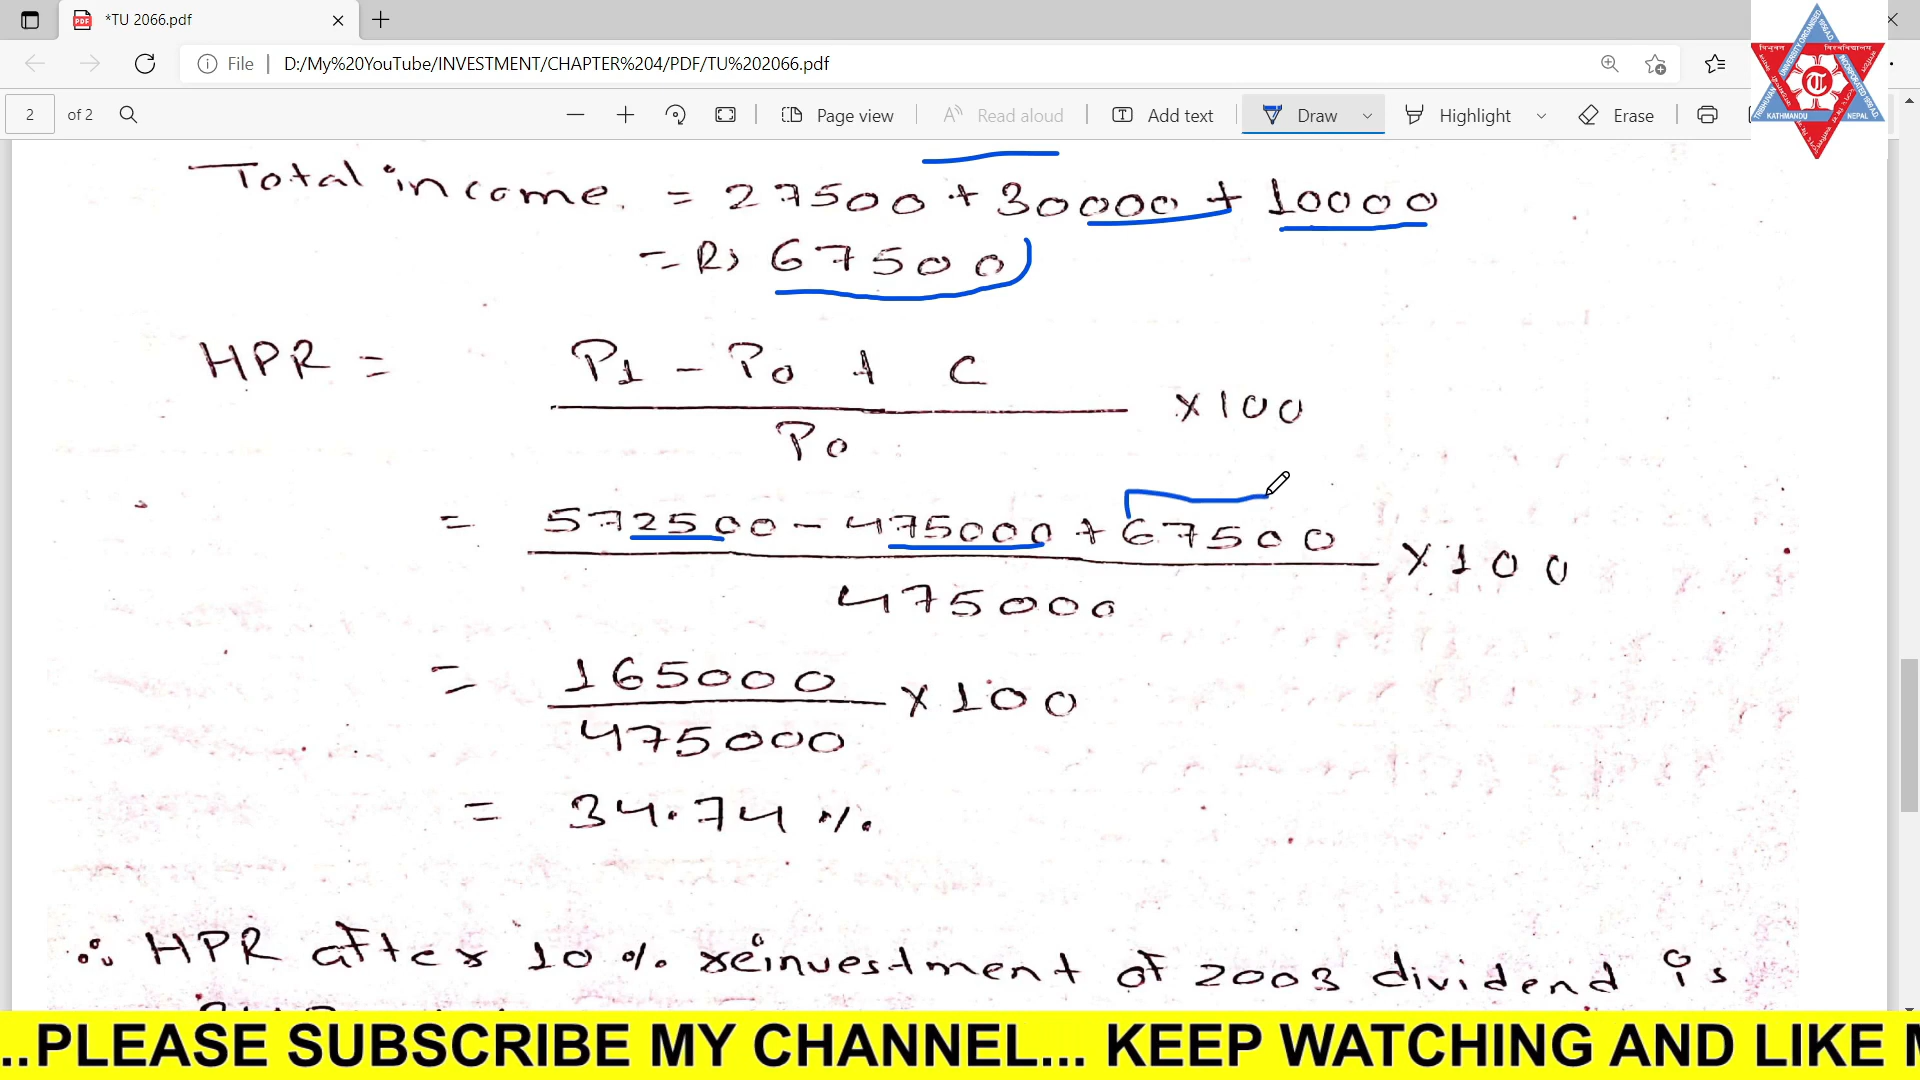 *TU 2066.pdf
File D:/My%20YouTube/INVESTMENT/CHAPTER%204/PDF/TU%202066.pdf
2 of 2 Page view Read aloud Add text Draw Highlight Erase
Total income. = 27500 + 30000 + 10000
= Rs 67500
HPR = P1 - P0 + C
P0
×100
= 572500 - 475000 + 67500
475000
×100
= 165000
475000
×100
= 34.74 %.
∴ HPR after 10 % reinvestment of 2003 dividend is
...PLEASE SUBSCRIBE MY CHANNEL... KEEP WATCHING AND LIKE
KATHMANDU NEPAL